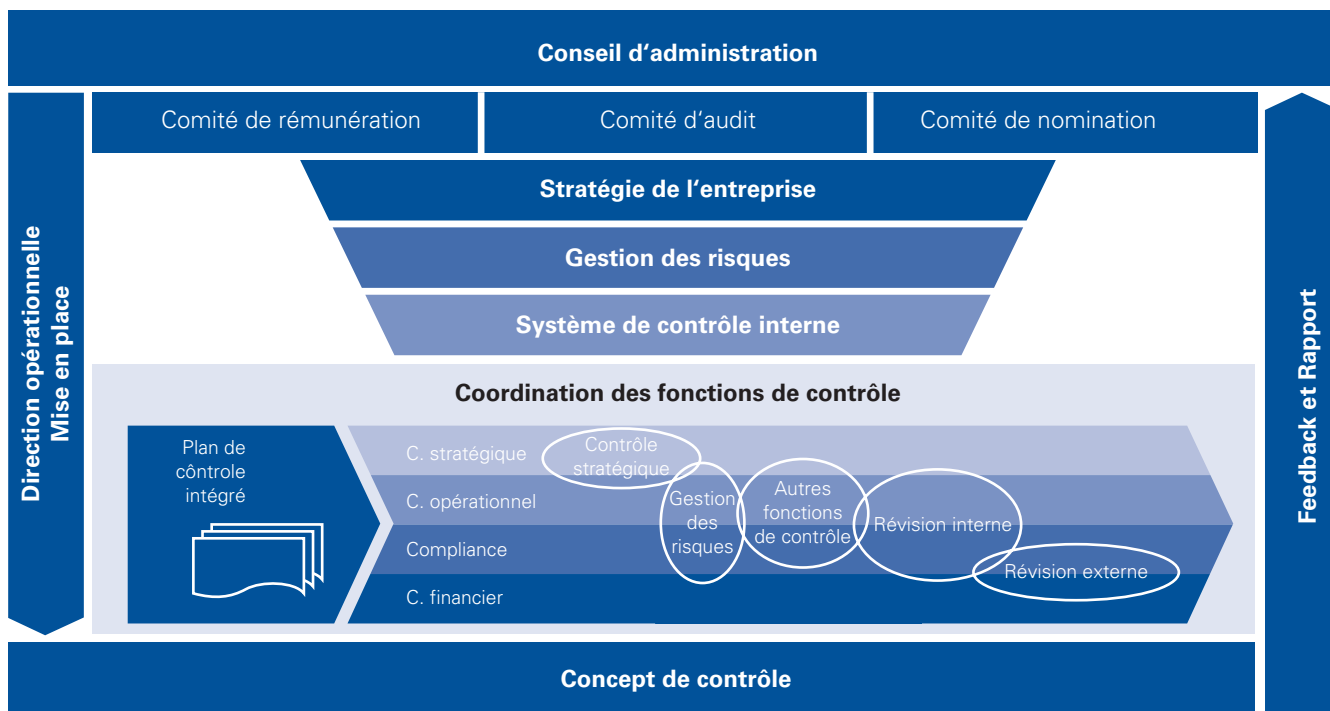 Conseil d'administration
Comité de rémunération
Comité d'audit
Comité de nomination
Direction opérationnelle
Mise en place
Stratégie de l'entreprise
Gestion des risques
Système de contrôle interne
Feedback et Rapport
Coordination des fonctions de contrôle
Plan de
côntrole
intégré
C. stratégique
C. opérationnel
Compliance
C. financier
Contrôle
stratégique
Gestion
des
risques
Autres
fonctions
de contrôle
Révision interne
Révision externe
Concept de contrôle